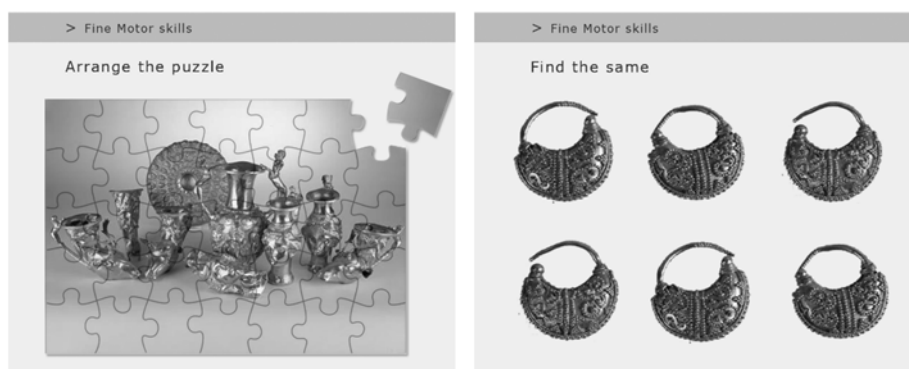 > Fine Motor skills
Arrange the puzzle
> Fine Motor skills
Find the same